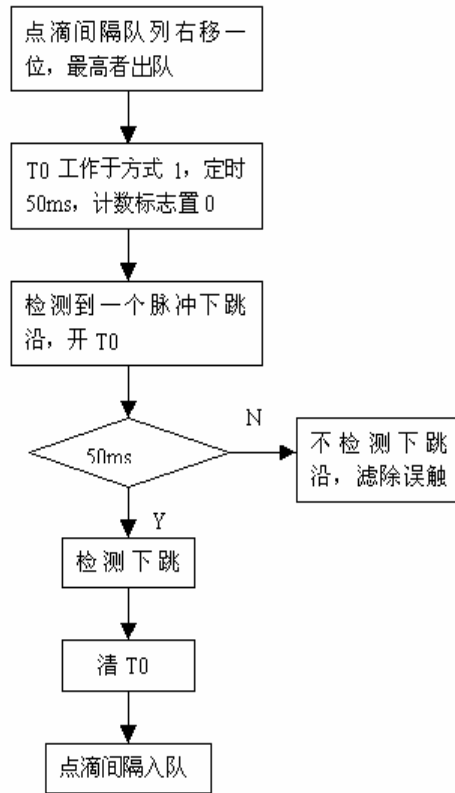 点滴间隔队列右移一
位，最高者出队
T0 工作于方式 1，定时
50ms，计数标志置 0
检测到一个脉冲下跳
沿，开 T0
50ms
N
不检测下跳
沿，滤除误触
Y
检测下跳
清 T0
点滴间隔入队